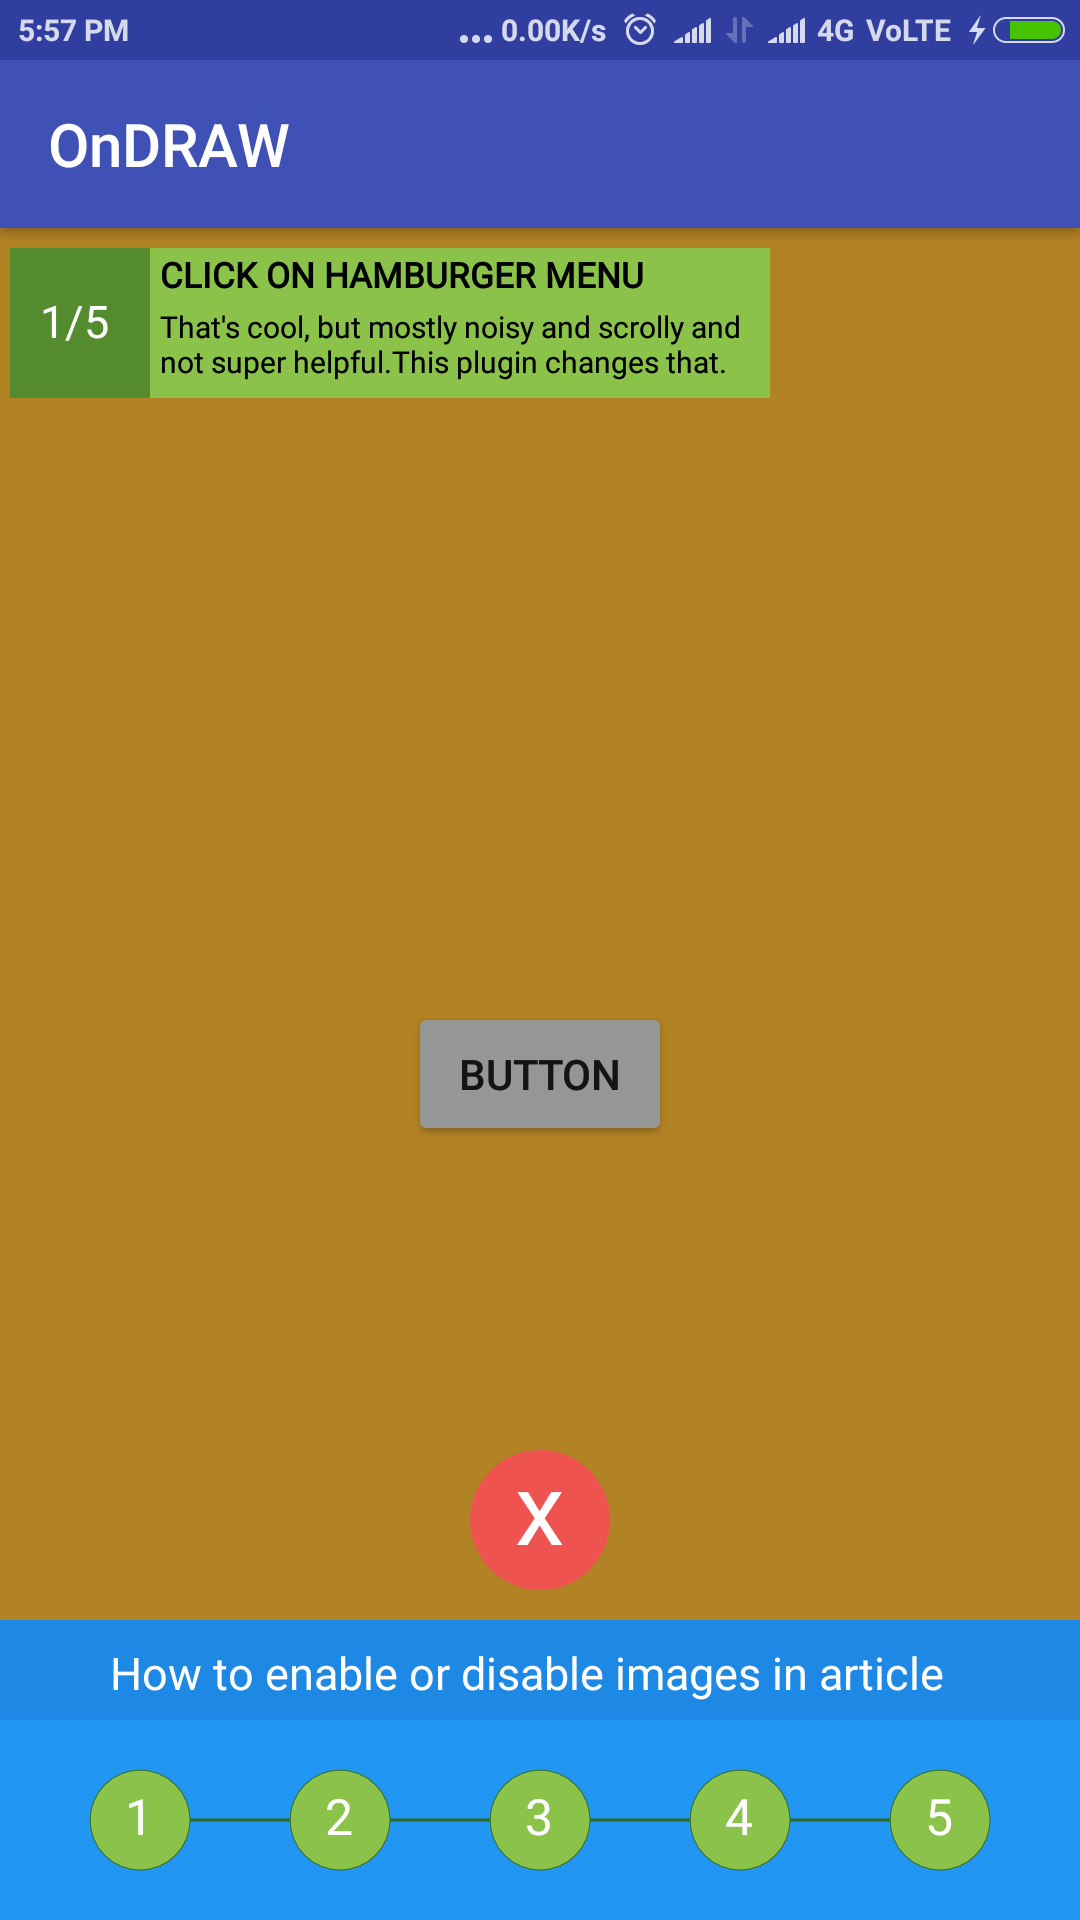 5:57 PM ... 0.00K/s 4G VoLTE
OnDRAW
1/5
CLICK ON HAMBURGER MENU
That's cool, but mostly noisy and scrolly and
not super helpful.This plugin changes that.
BUTTON
X
How to enable or disable images in article
1 2 3 4 5